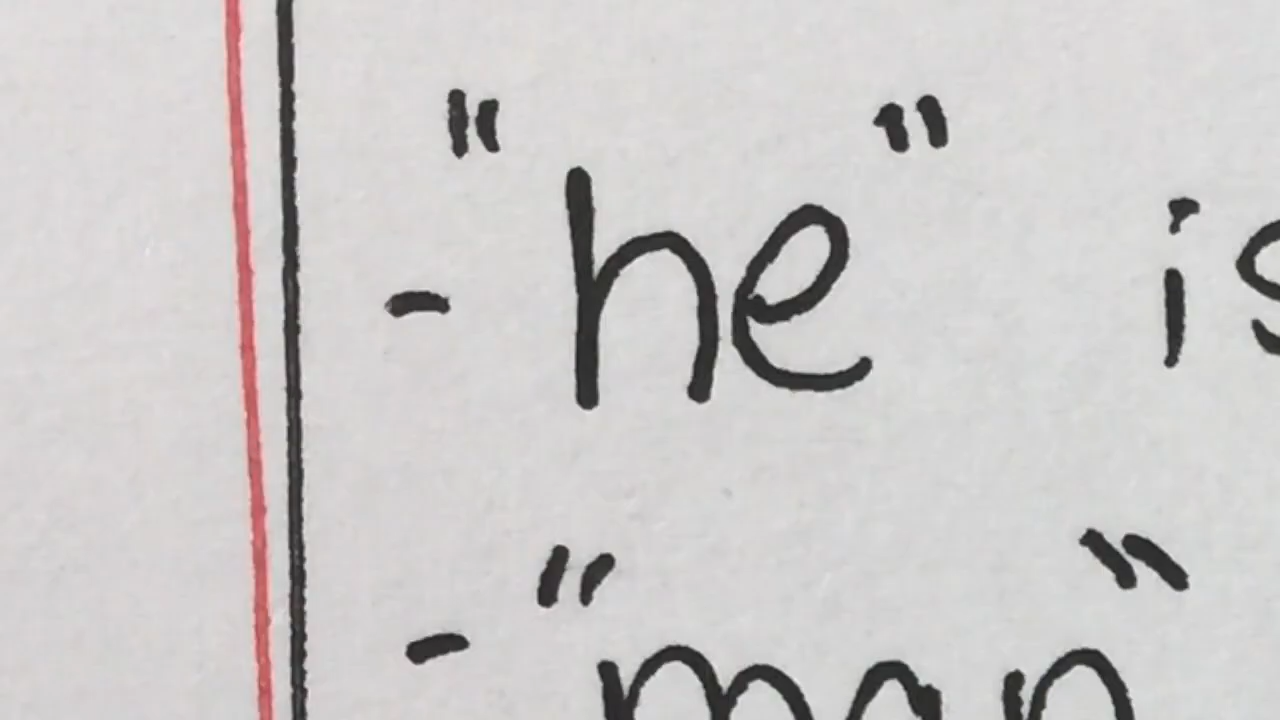 - "he" is
- "man"